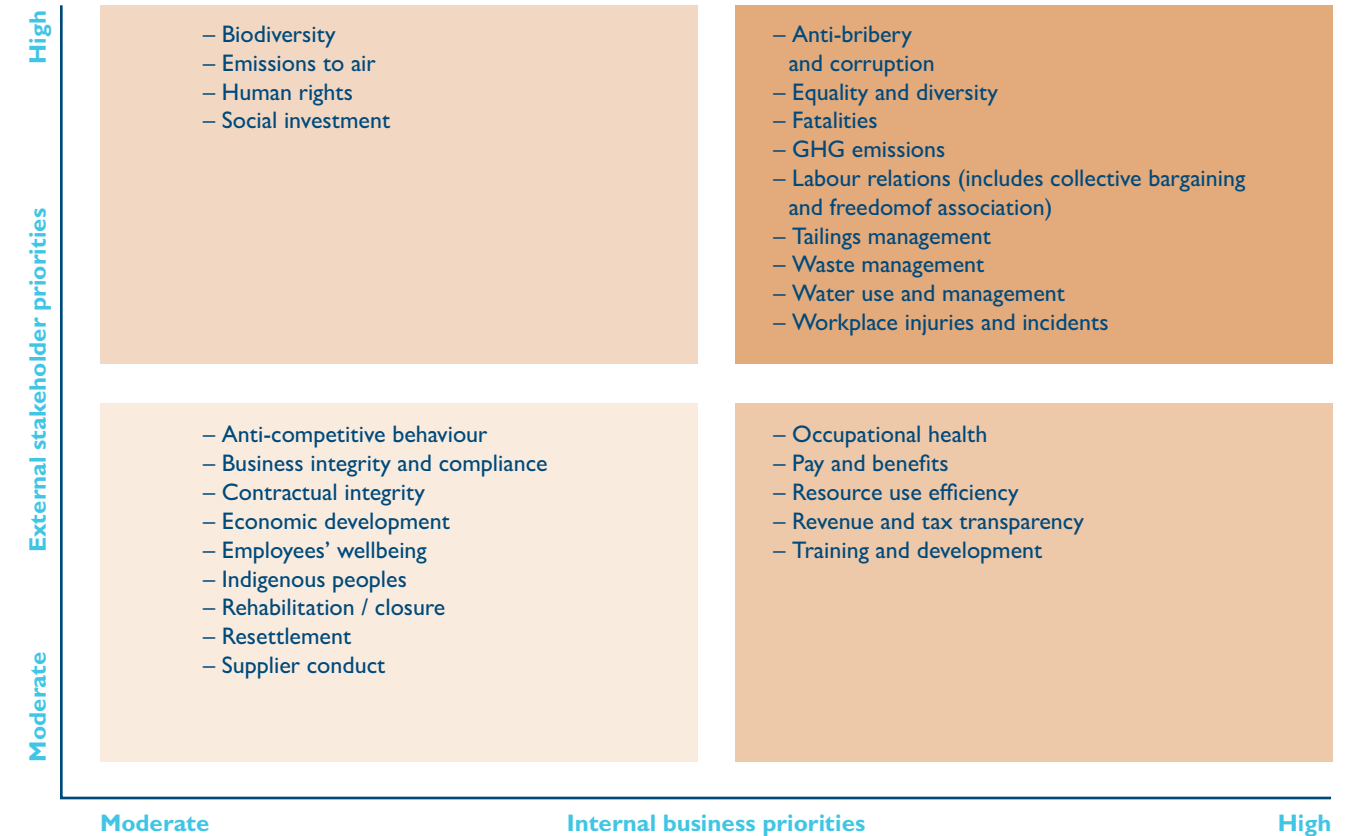 High
External stakeholder priorities
Moderate
– Biodiversity
– Emissions to air
– Human rights
– Social investment
– Anti-bribery
and corruption
– Equality and diversity
– Fatalities
– GHG emissions
– Labour relations (includes collective bargaining
and freedomof association)
– Tailings management
– Waste management
– Water use and management
– Workplace injuries and incidents
– Anti-competitive behaviour
– Business integrity and compliance
– Contractual integrity
– Economic development
– Employees’ wellbeing
– Indigenous peoples
– Rehabilitation / closure
– Resettlement
– Supplier conduct
– Occupational health
– Pay and benefits
– Resource use efficiency
– Revenue and tax transparency
– Training and development
Moderate
Internal business priorities
High